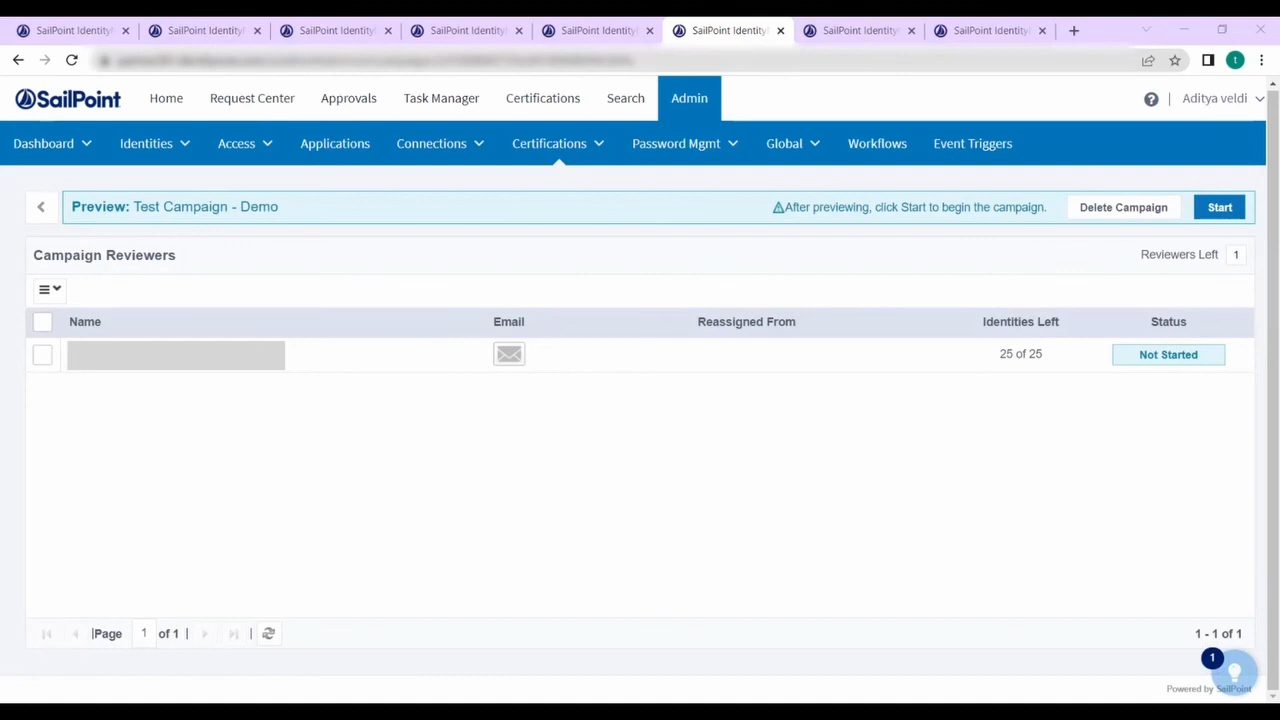 SailPoint Identity
SailPoint Identity
SailPoint Identity
SailPoint Identity
SailPoint Identity
SailPoint Identity
SailPoint Identity
SailPoint Identity
t
SailPoint Home Request Center Approvals Task Manager Certifications Search Admin Aditya veldi
Dashboard Identities Access Applications Connections Certifications Password Mgmt Global Workflows Event Triggers
Preview: Test Campaign - Demo After previewing, click Start to begin the campaign. Delete Campaign Start
Campaign Reviewers Reviewers Left 1
Name Email Reassigned From Identities Left Status
25 of 25 Not Started
Page 1 of 1 1 - 1 of 1
1
Powered by SailPoint